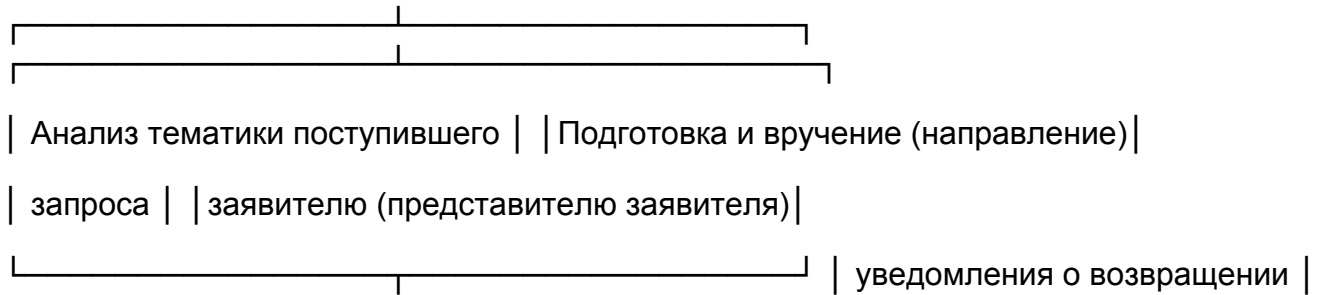 │ Анализ тематики поступившего │ │Подготовка и вручение (направление)│
│ запроса │ │заявителю (представителю заявителя)│
│ уведомления о возвращении │